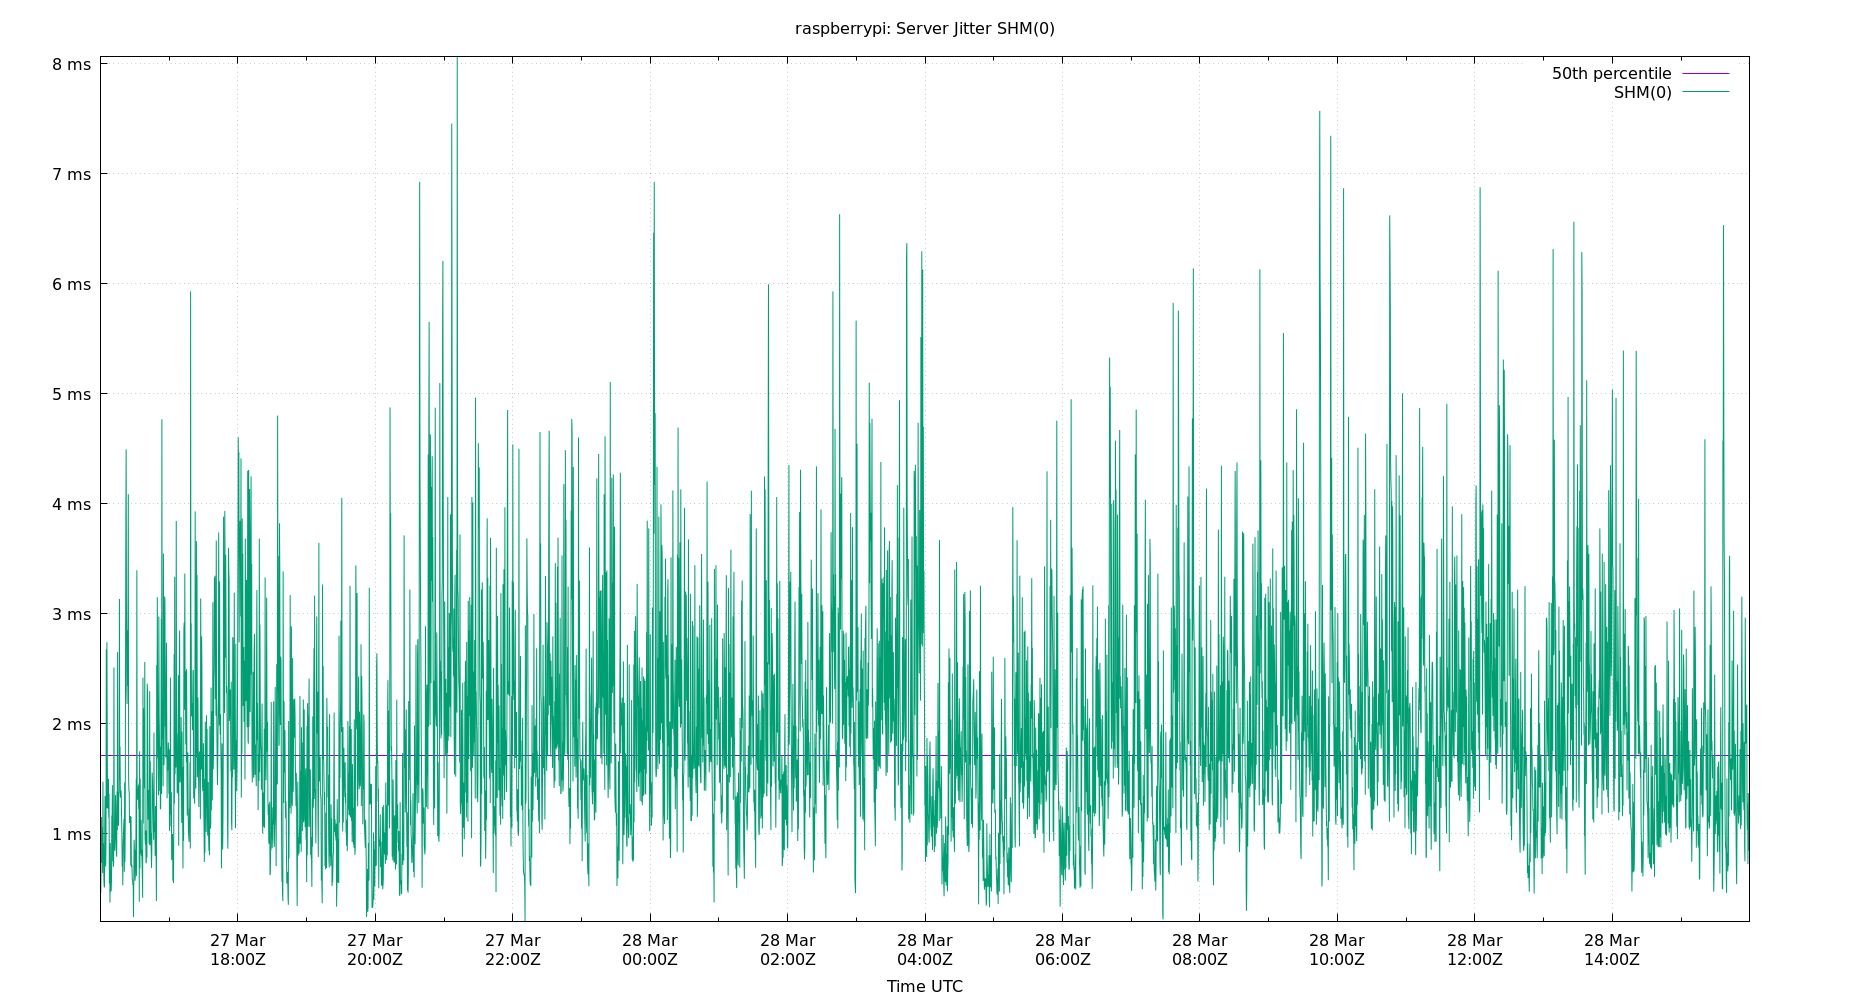 raspberrypi: Server Jitter SHM(0)
50th percentile
SHM(0)
8 ms
7 ms
6 ms
5 ms
4 ms
3 ms
2 ms
1 ms
27 Mar 27 Mar 27 Mar 28 Mar 28 Mar 28 Mar 28 Mar 28 Mar 28 Mar 28 Mar 28 Mar
18:00Z 20:00Z 22:00Z 00:00Z 02:00Z 04:00Z 06:00Z 08:00Z 10:00Z 12:00Z 14:00Z
Time UTC